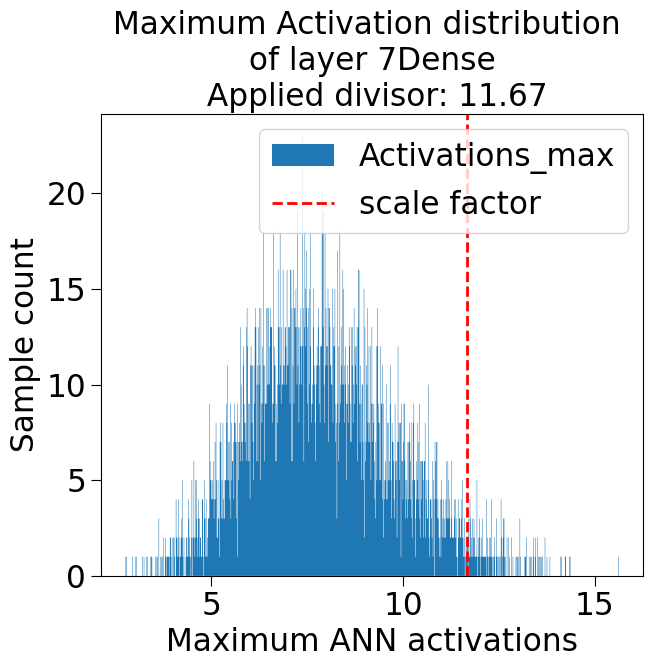 Maximum Activation distribution
of layer 7Dense
Applied divisor: 11.67
Activations_max
scale factor
Sample count
20
15
10
5
0
5 10 15
Maximum ANN activations